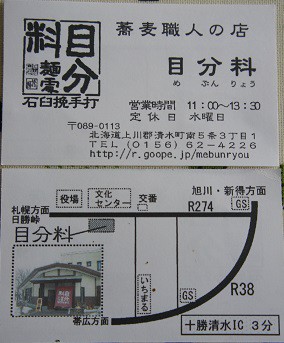 目分料
麺電
石臼挽手打
蕎麦職人の店
目分料
めぶんりょう
営業時間 11:00~13:30
定休日 水曜日
〒089-0113
北海道上川郡清水町南5条3丁目1
TEL (0156) 62-4226
http://r.goope.jp/mebunryou
旭川・新得方面
役場
文化センター
交番
R274
GS
札幌方面
日勝峠
目分料
いちまる
GS
R38
帯広方面
十勝清水IC 3分